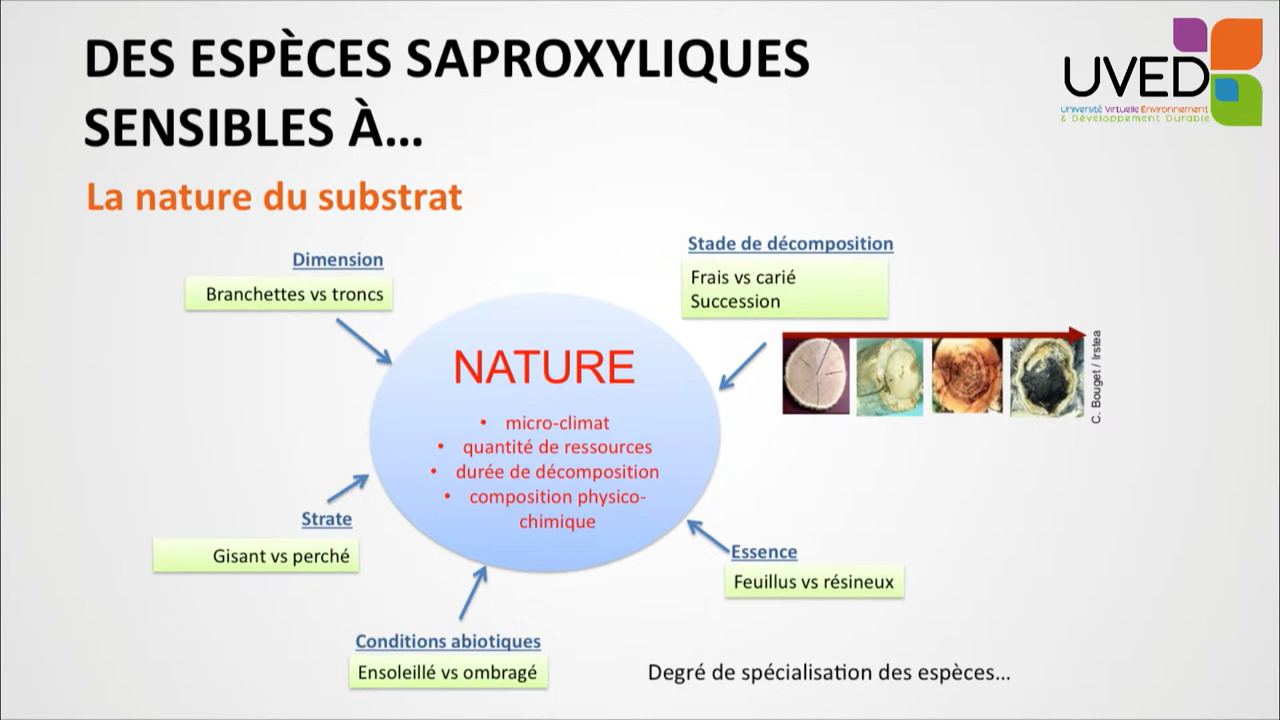 DES ESPÈCES SAPROXYLIQUES
SENSIBLES À...
UVED
Université Virtuelle Environnement
& Développement Durable
La nature du substrat
Dimension
Branchettes vs troncs
Stade de décomposition
Frais vs carié
Succession
C. Bouget / Irstea
NATURE
• micro-climat
• quantité de ressources
• durée de décomposition
• composition physico-
chimique
Strate
Gisant vs perché
Essence
Feuillus vs résineux
Conditions abiotiques
Ensoleillé vs ombragé
Degré de spécialisation des espèces...